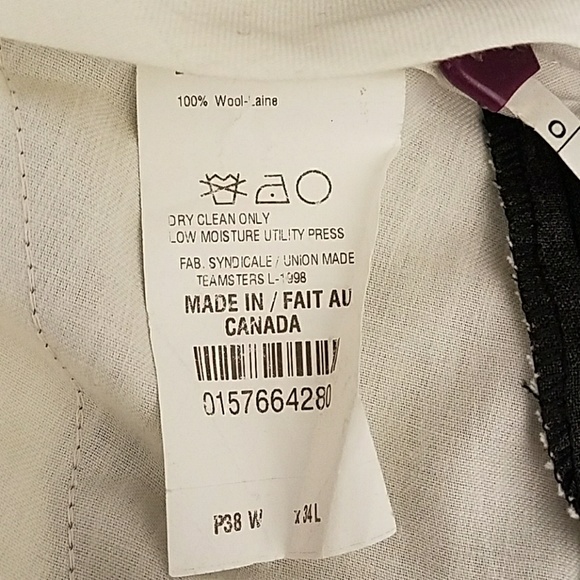 100% Wool-Laine
DRY CLEAN ONLY
LOW MOISTURE UTILITY PRESS
FAB. SYNDICALE / UNION MADE
TEAMSTERS L-1998
MADE IN / FAIT AU
CANADA
0157664280
P38 W x 34 L
O